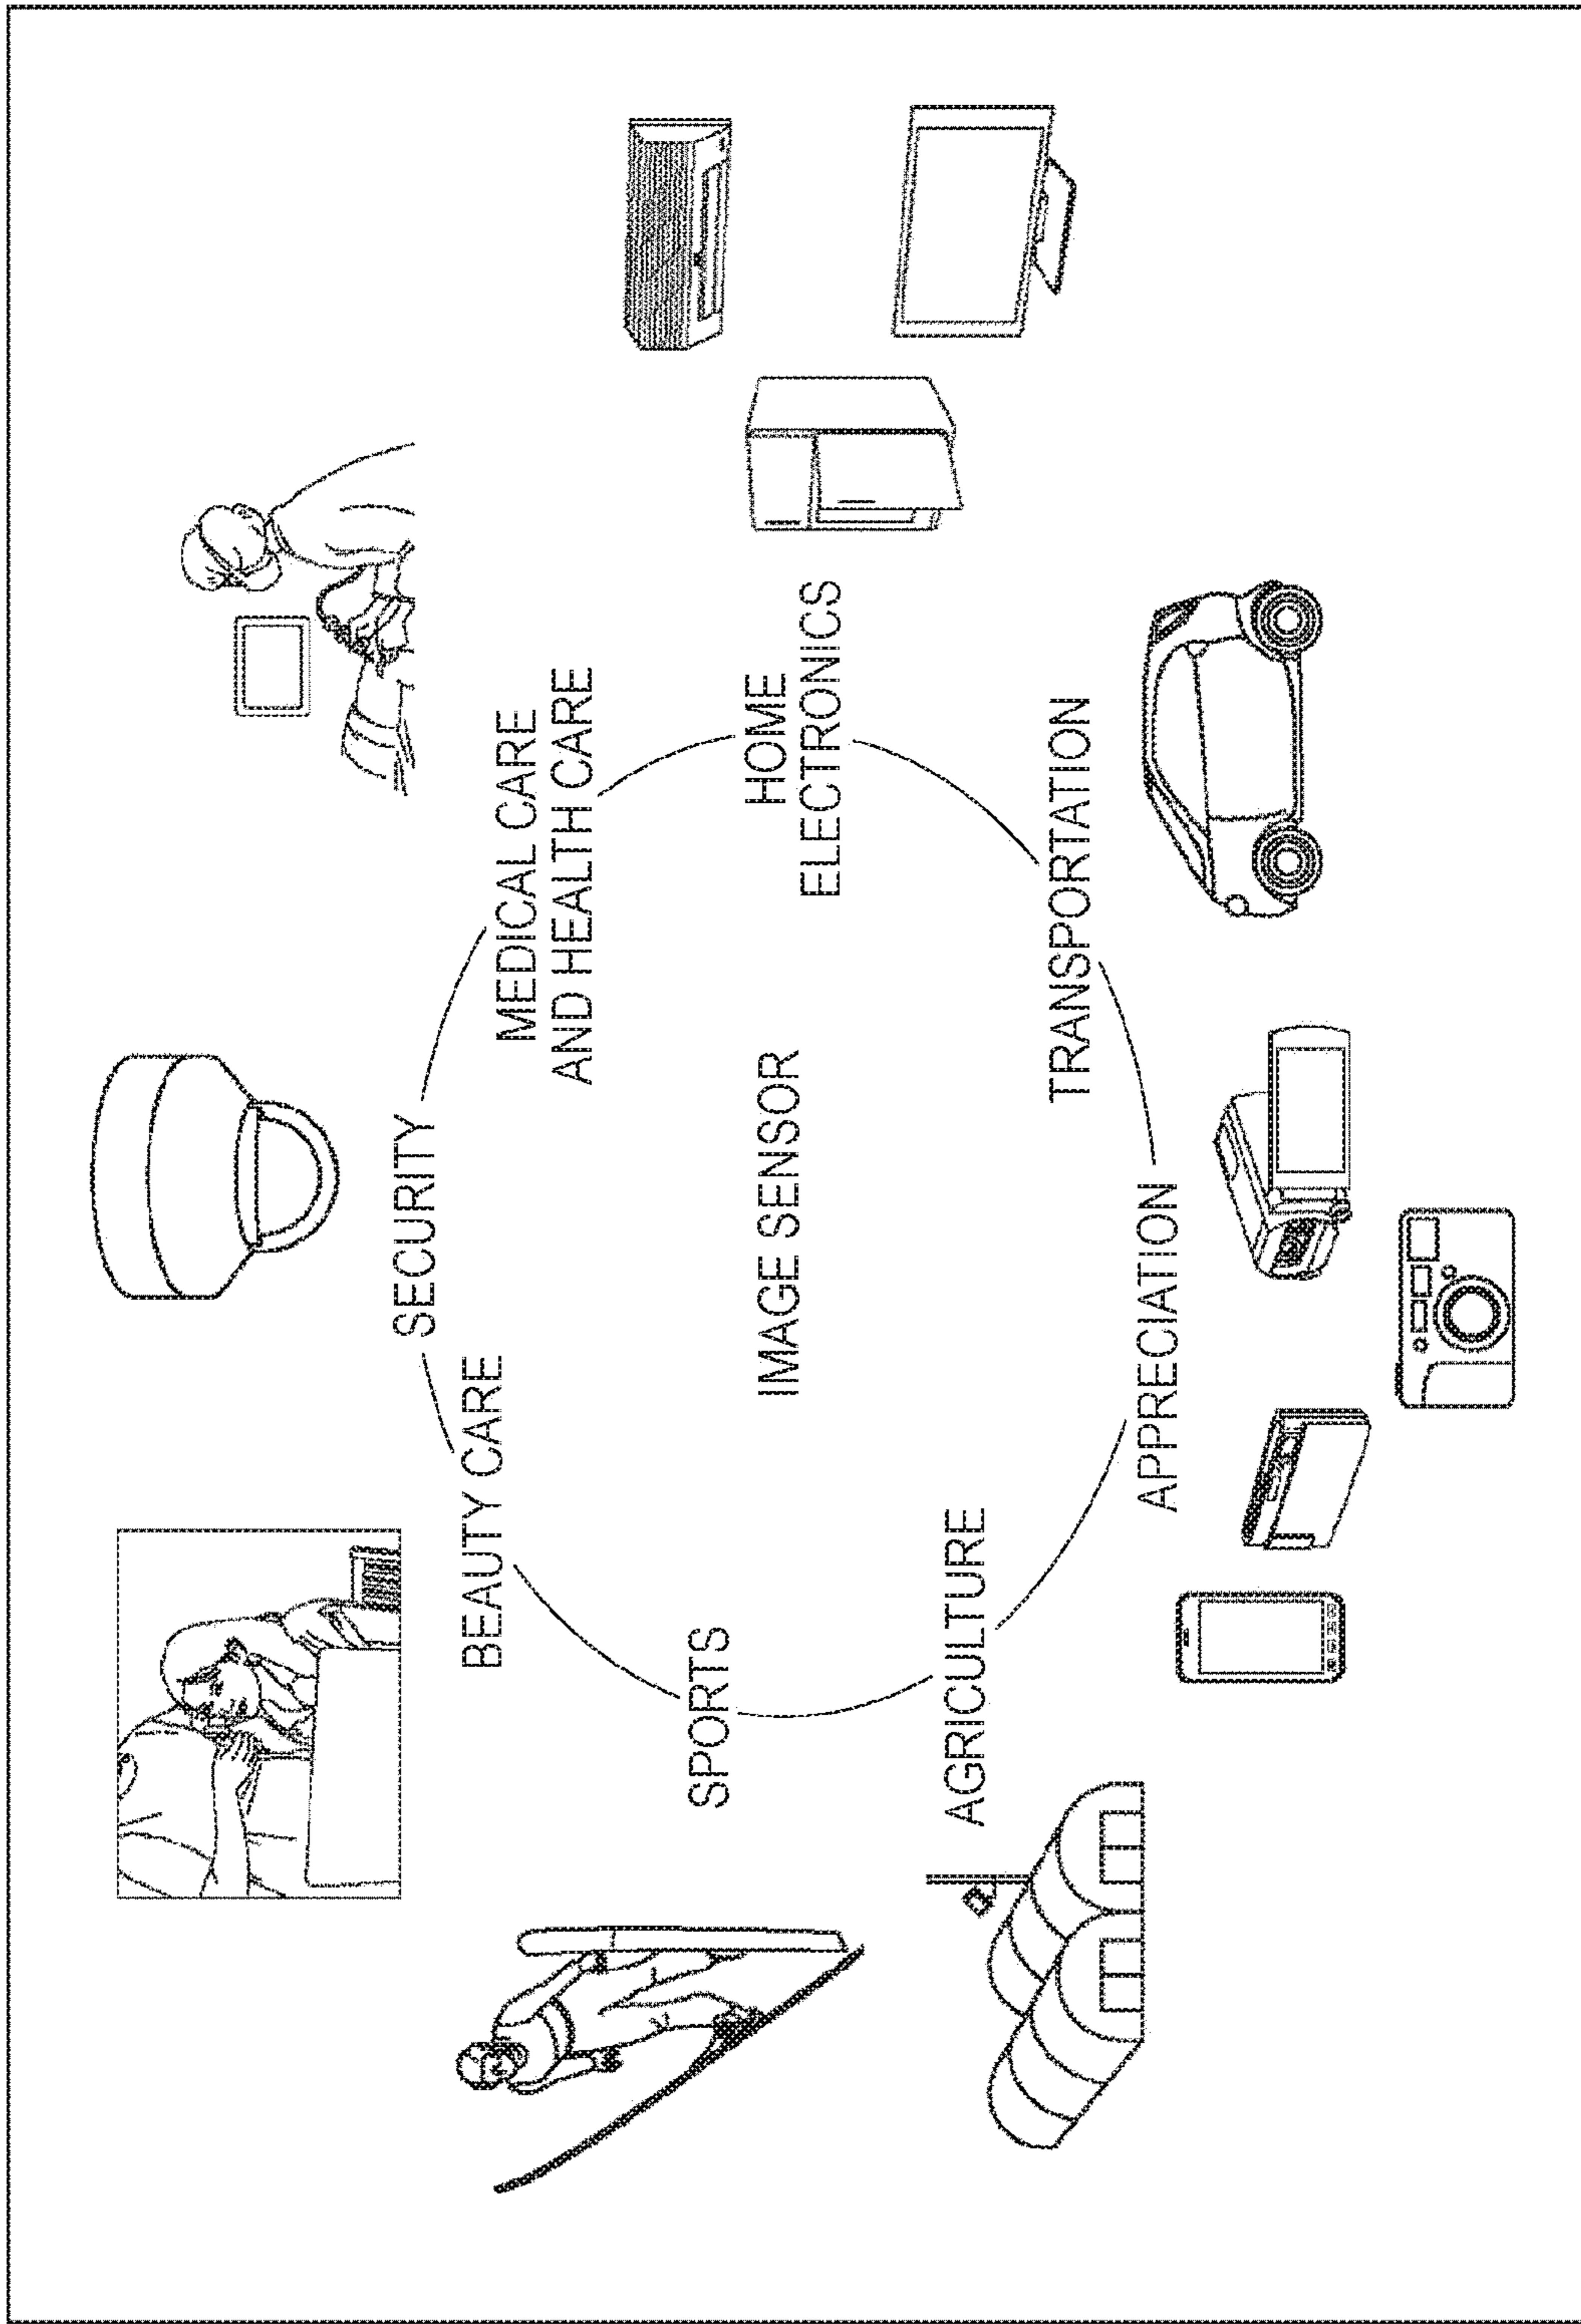 SECURITY
BEAUTY CARE
MEDICAL CARE
AND HEALTH CARE
SPORTS
IMAGE SENSOR
HOME
ELECTRONICS
AGRICULTURE
TRANSPORTATION
APPRECIATION